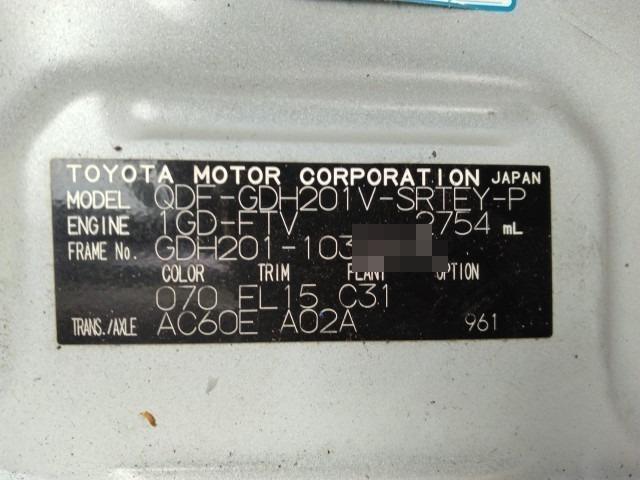 TOYOTA MOTOR CORPORATION JAPAN
MODEL QDF-GDH201V-SRTEY-P
ENGINE 1GD-FTV 2754 mL
FRAME No. GDH201-103
COLOR TRIM PLANT OPTION
070 FL15 C31
TRANS./AXLE AC60E A02A 961